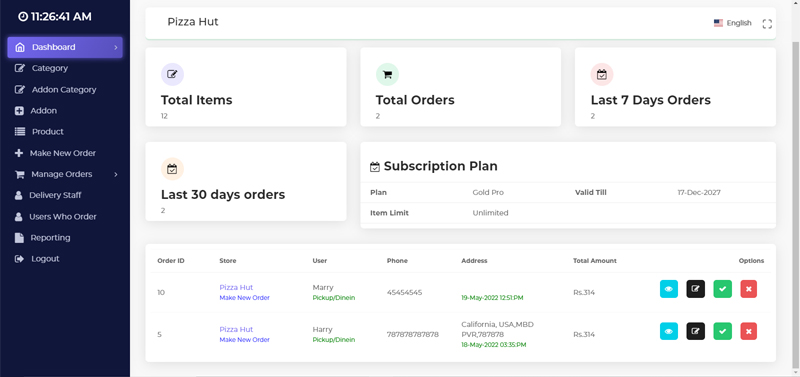 11:26:41 AM
Dashboard
Category
Addon Category
Addon
Product
Make New Order
Manage Orders
Delivery Staff
Users Who Order
Reporting
Logout
Pizza Hut
English
Total Items
12
Total Orders
2
Last 7 Days Orders
2
Last 30 days orders
2
Subscription Plan
Plan Gold Pro Valid Till 17-Dec-2027
Item Limit Unlimited
Order ID Store User Phone Address Total Amount Options
10 Pizza Hut Marry 45454545 Rs.314
Make New Order Pickup/Dinein 19-May-2022 12:51:PM
5 Pizza Hut Harry 787878787878 California, USA,MBD Rs.314
Make New Order Pickup/Dinein PVR,787878
18-May-2022 03:35:PM